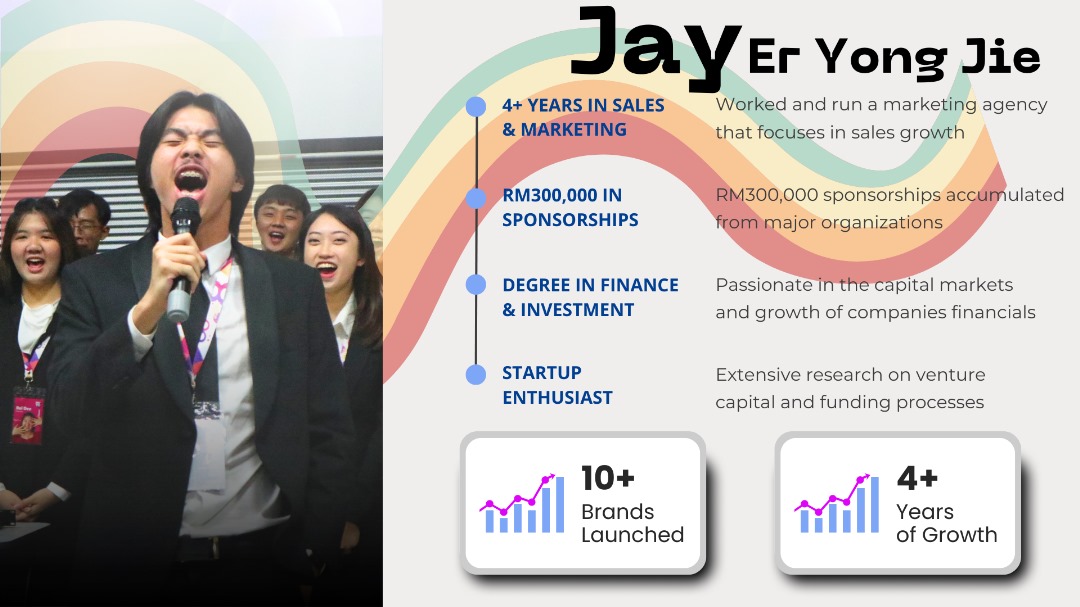 Jay Er Yong Jie
4+ YEARS IN SALES
& MARKETING
Worked and run a marketing agency
that focuses in sales growth
RM300,000 IN
SPONSORSHIPS
RM300,000 sponsorships accumulated
from major organizations
DEGREE IN FINANCE
& INVESTMENT
Passionate in the capital markets
and growth of companies financials
STARTUP
ENTHUSIAST
Extensive research on venture
capital and funding processes
10+
Brands
Launched
4+
Years
of Growth